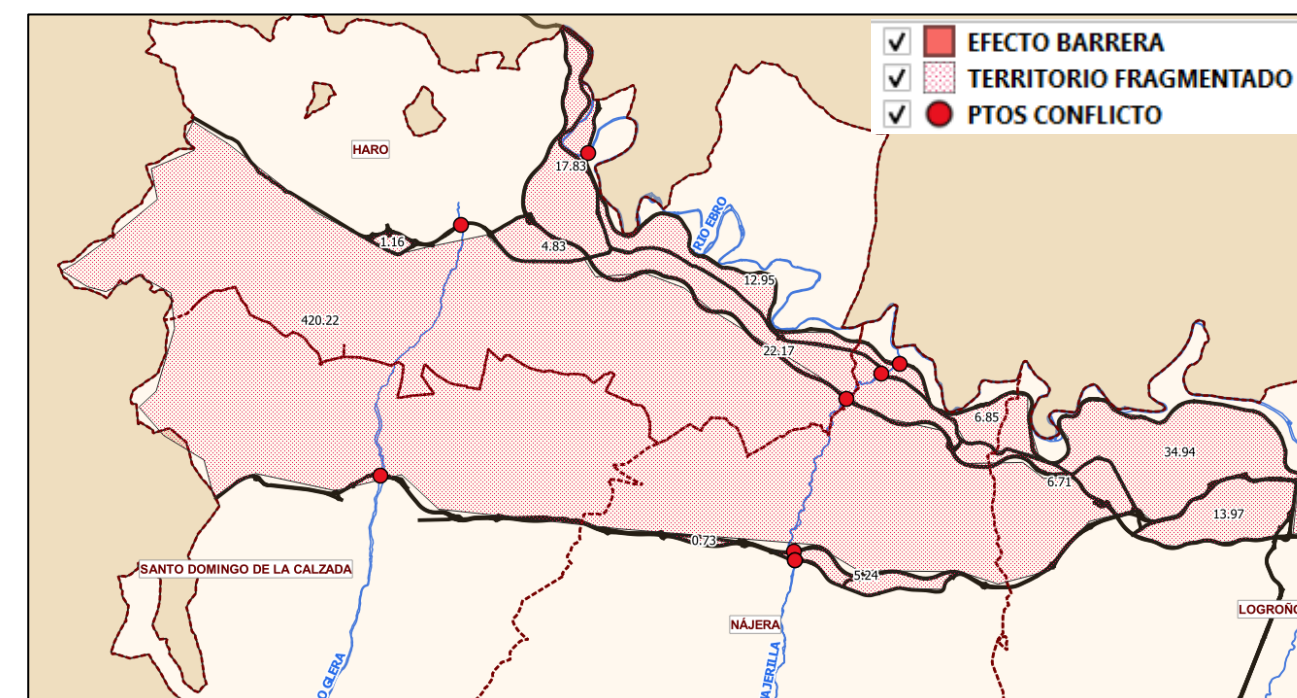 EFECTO BARRERA
TERRITORIO FRAGMENTADO
PTOS CONFLICTO
HARO
17.83
RIO EBRO
1.16
4.83
12.95
420.22
22.17
6.85
34.94
6.71
13.97
0.73
5.24
SANTO DOMINGO DE LA CALZADA
NÁJERA
LOGROÑO
O GLERA
AJERILLA